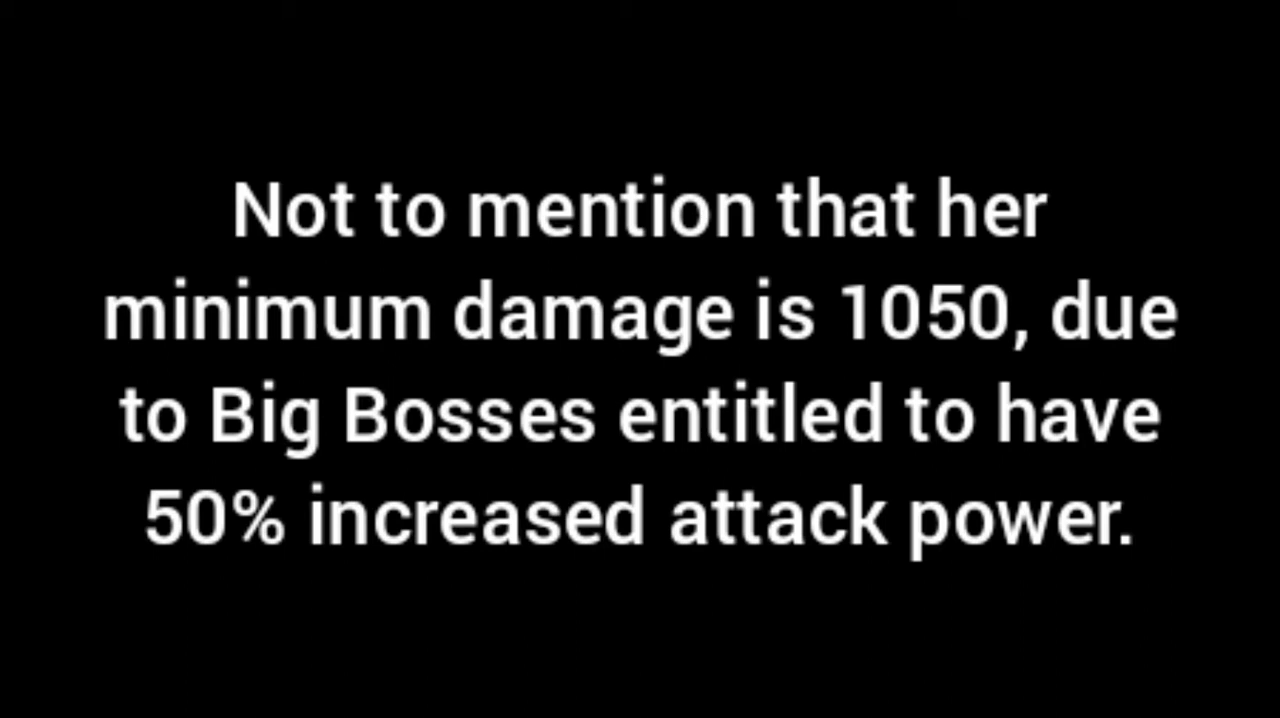 Not to mention that her
minimum damage is 1050, due
to Big Bosses entitled to have
50% increased attack power.